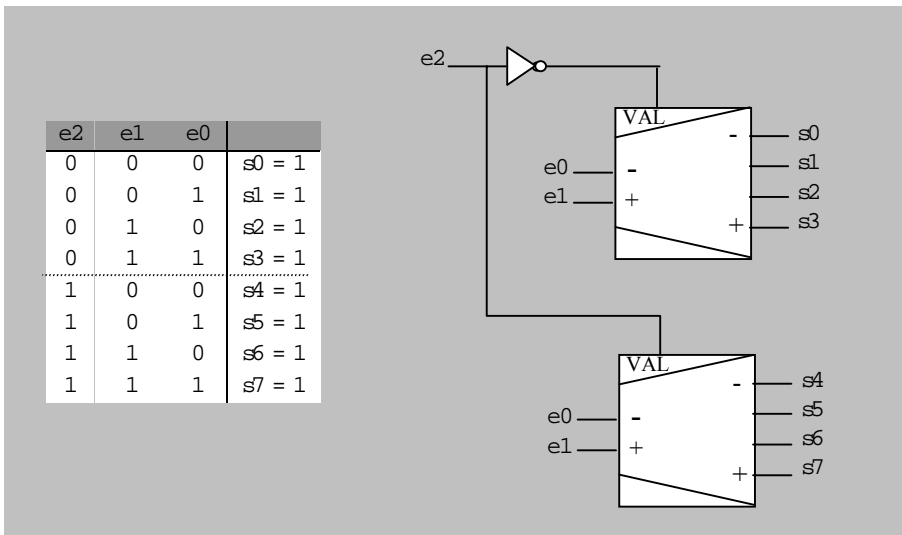 e2 e1 e0
0 0 0 s0 = 1
0 0 1 s1 = 1
0 1 0 s2 = 1
0 1 1 s3 = 1
1 0 0 s4 = 1
1 0 1 s5 = 1
1 1 0 s6 = 1
1 1 1 s7 = 1
e2
VAL
- s0
e0 - s1
e1 + s2
+ s3
VAL
- s4
e0 - s5
e1 + s6
+ s7